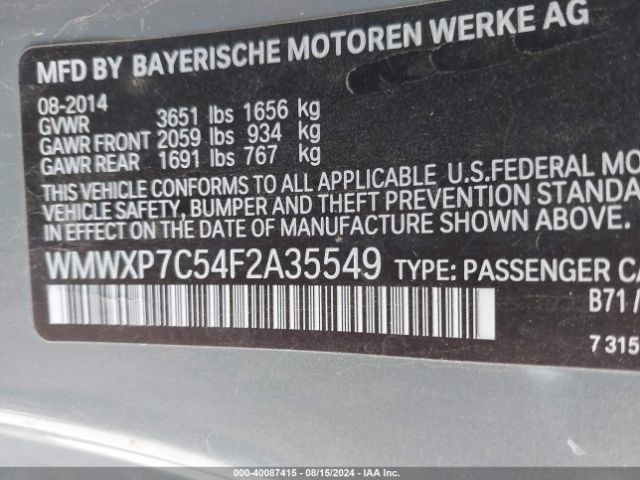 MFD BY BAYERISCHE MOTOREN WERKE AG
08-2014
GVWR 3651 lbs 1656 kg
GAWR FRONT 2059 lbs 934 kg
GAWR REAR 1691 lbs 767 kg
THIS VEHICLE CONFORMS TO ALL APPLICABLE U.S.FEDERAL MO
VEHICLE SAFETY, BUMPER AND THEFT PREVENTION STANDA
IN EFFECT ON THE DATE OF MANUFACTURE SHOWN ABOVE.
WMWXP7C54F2A35549 TYPE: PASSENGER CA
B71/
7 315
000-40087415 - 08/15/2024 - IAA Inc.